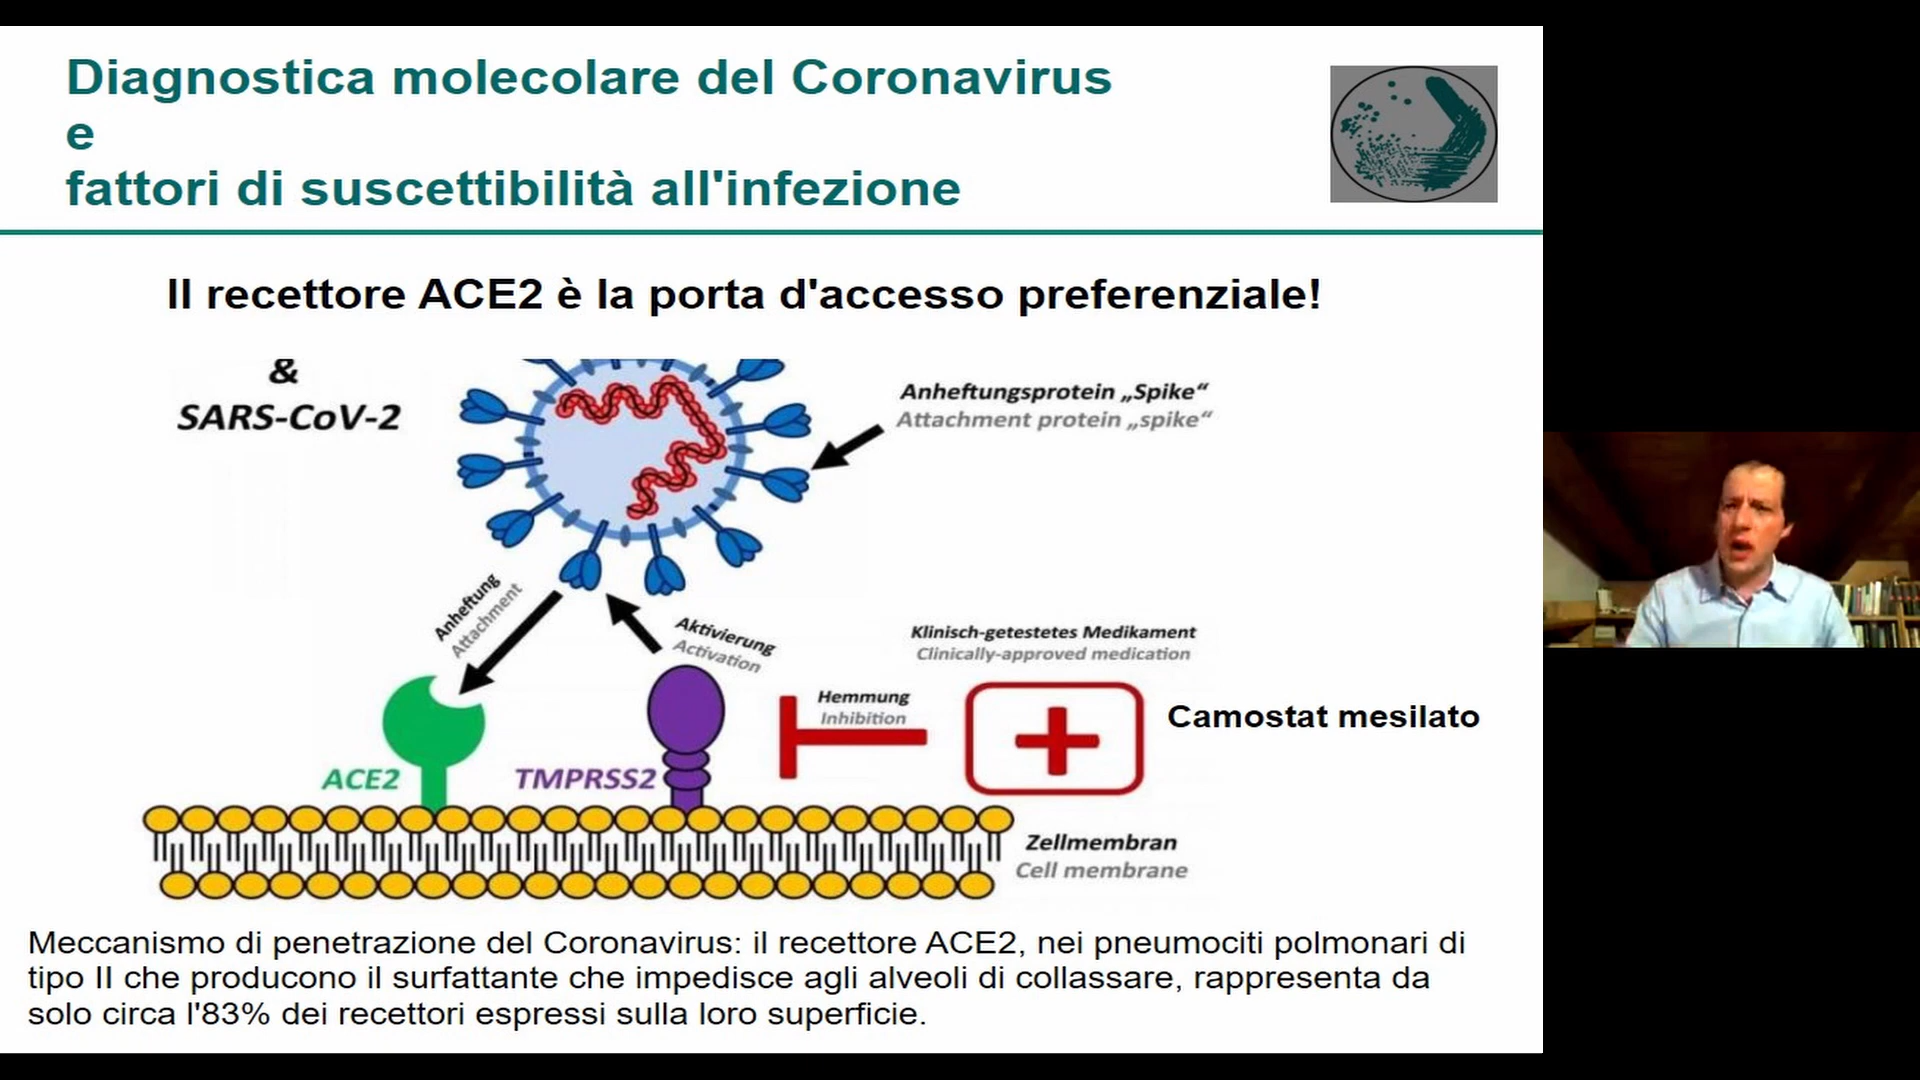 Diagnostica molecolare del Coronavirus
e
fattori di suscettibilità all'infezione
Il recettore ACE2 è la porta d'accesso preferenziale!
&
SARS-CoV-2
Anheftungsprotein „Spike“
Attachment protein „spike“
Anheftung
Attachment
Aktivierung
Activation
Klinisch-getestetes Medikament
Clinically-approved medication
Hemmung
Inhibition
Camostat mesilato
ACE2
TMPRSS2
Zellmembran
Cell membrane
Meccanismo di penetrazione del Coronavirus: il recettore ACE2, nei pneumociti polmonari di
tipo II che producono il surfattante che impedisce agli alveoli di collassare, rappresenta da
solo circa l'83% dei recettori espressi sulla loro superficie.